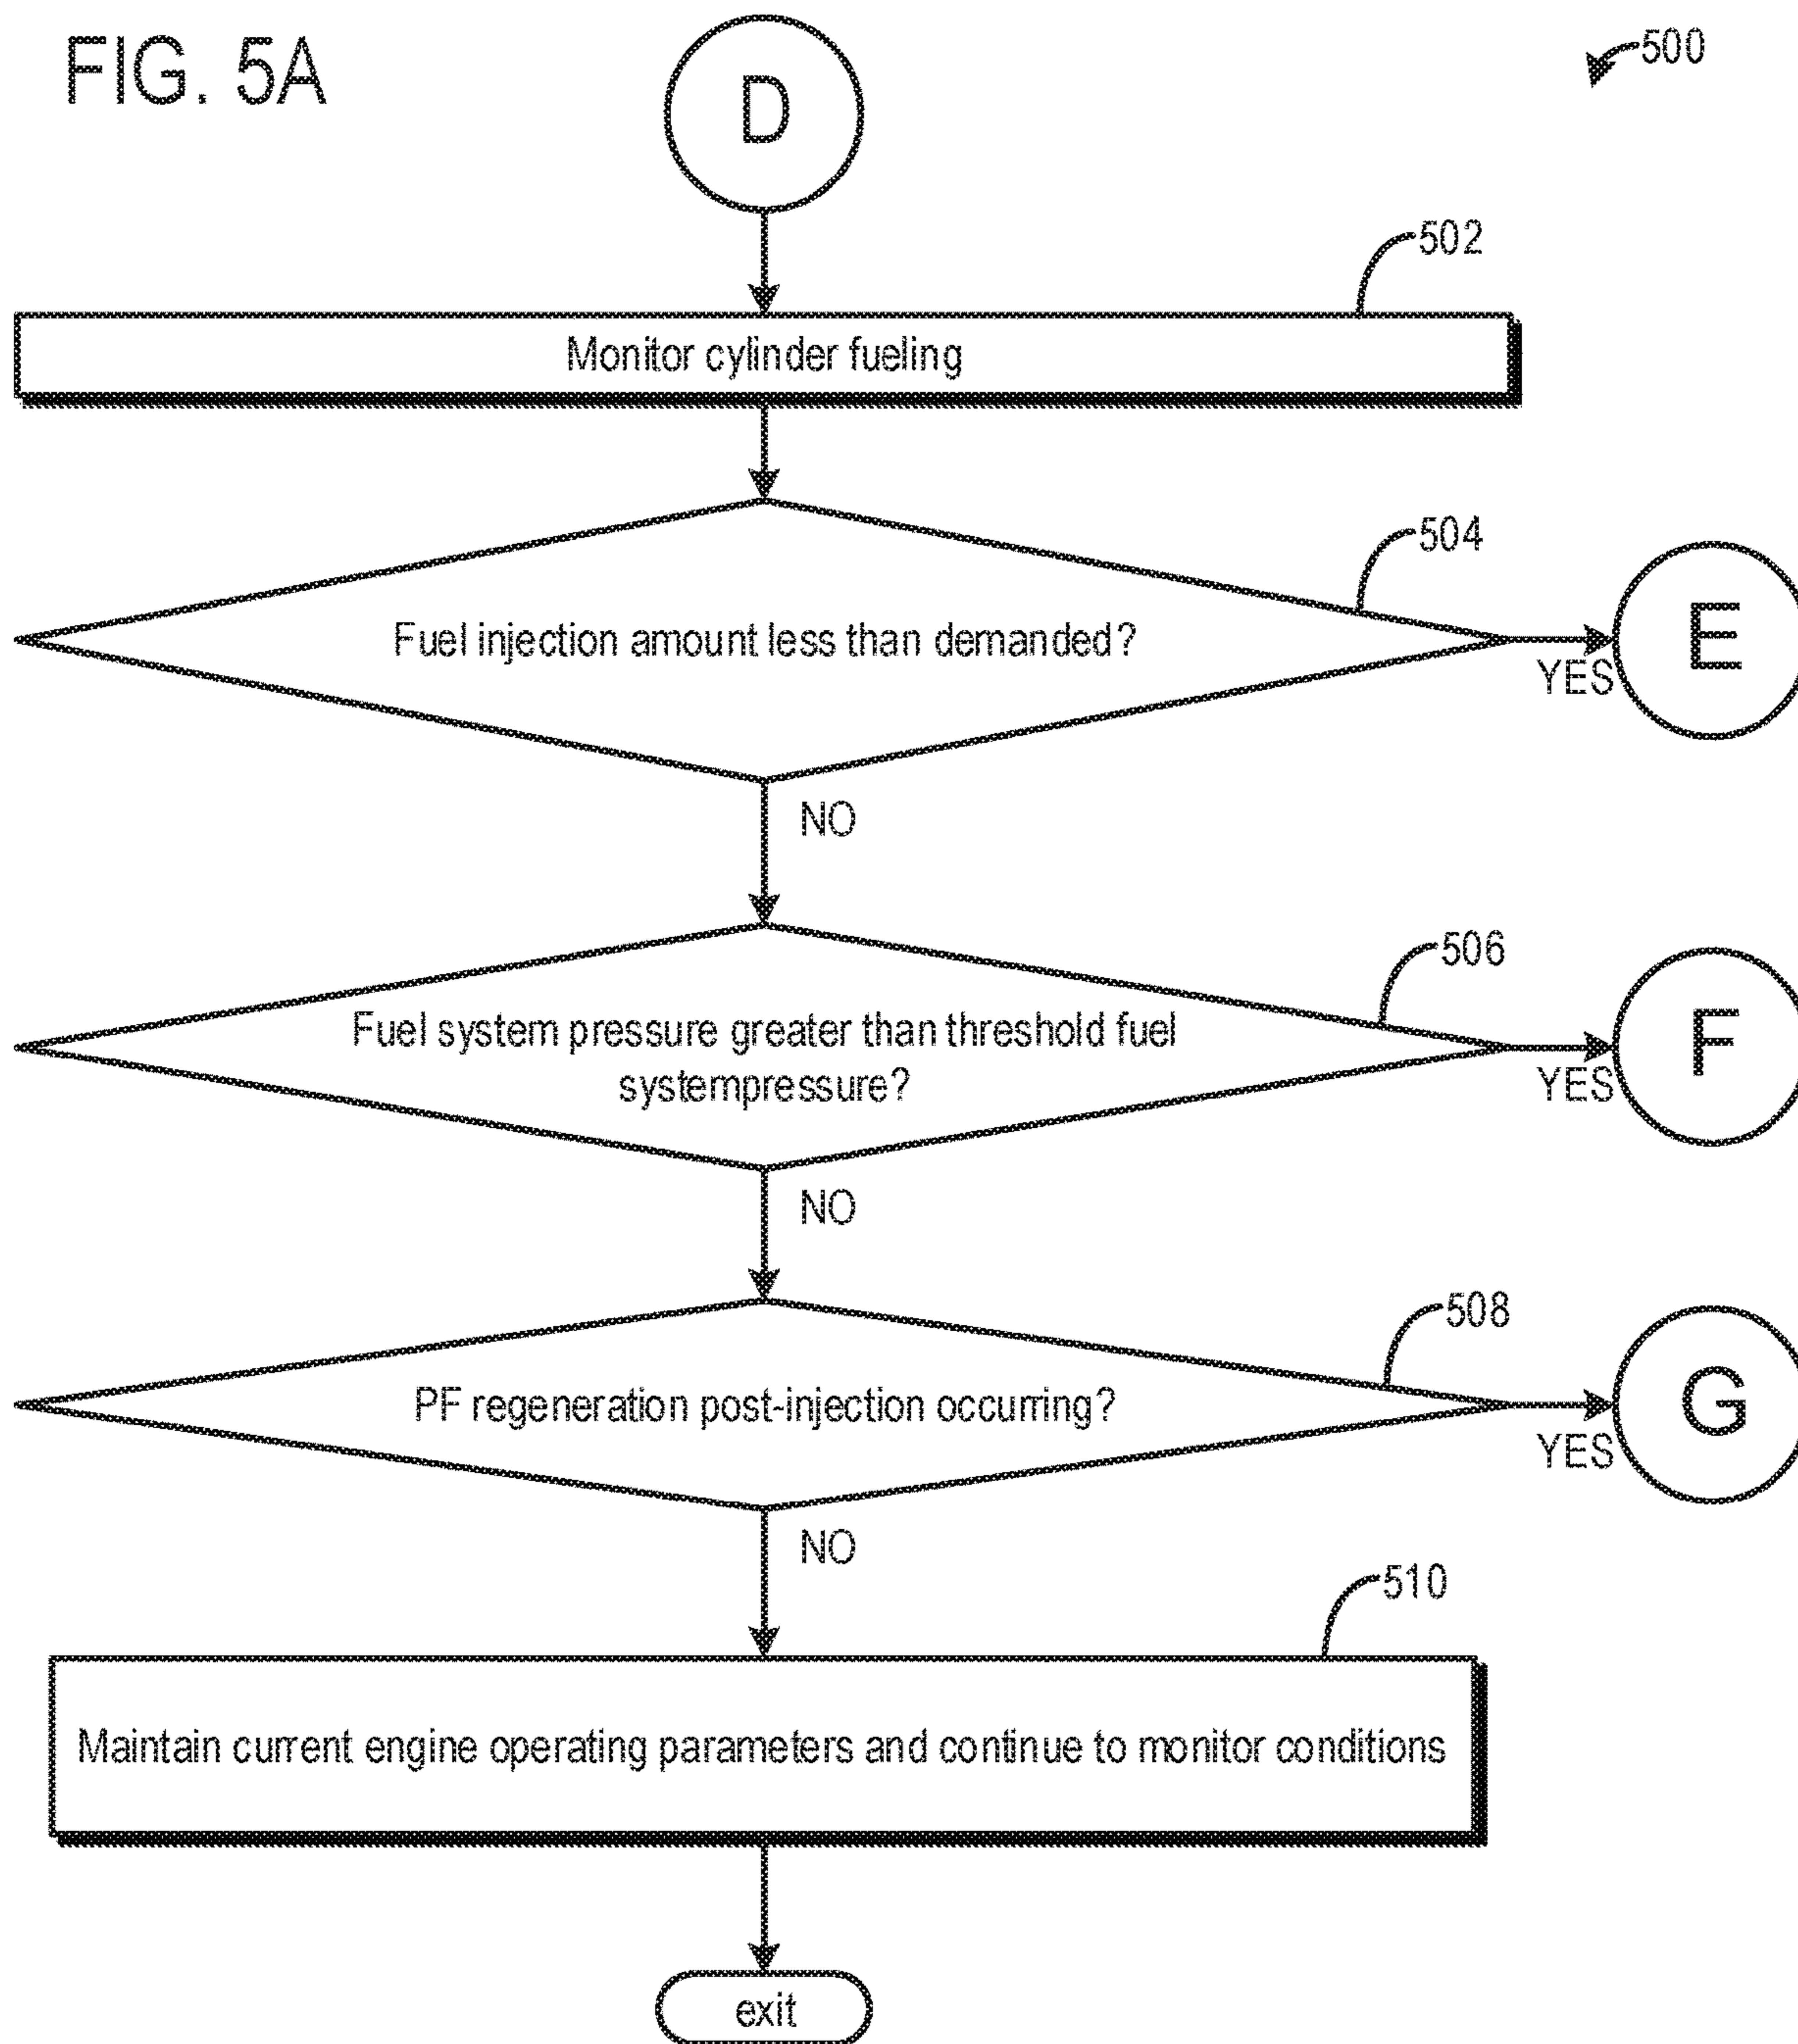 FIG. 5A
500
D
502
Monitor cylinder fueling
504
Fuel injection amount less than demanded?
E
YES
NO
506
Fuel system pressure greater than threshold fuel
systempressure?
F
YES
NO
508
PF regeneration post-injection occurring?
G
YES
NO
510
Maintain current engine operating parameters and continue to monitor conditions
exit